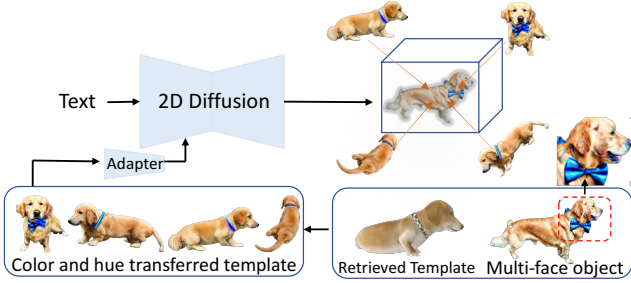 Text
2D Diffusion
Adapter
Color and hue transferred template
Retrieved Template
Multi-face object